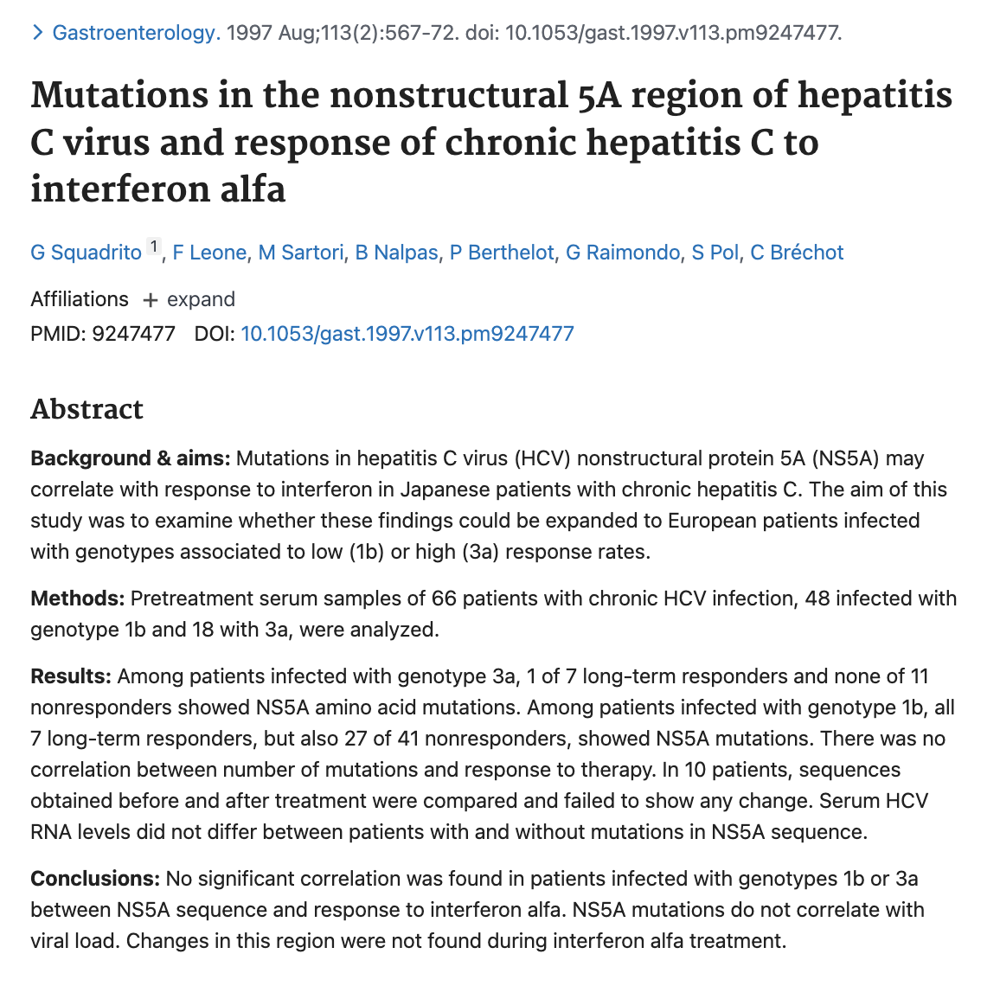 > Gastroenterology. 1997 Aug;113(2):567-72. doi: 10.1053/gast.1997.v113.pm9247477.
Mutations in the nonstructural 5A region of hepatitis
C virus and response of chronic hepatitis C to
interferon alfa
G Squadrito 1, F Leone, M Sartori, B Nalpas, P Berthelot, G Raimondo, S Pol, C Bréchot
Affiliations + expand
PMID: 9247477 DOI: 10.1053/gast.1997.v113.pm9247477
Abstract
Background & aims: Mutations in hepatitis C virus (HCV) nonstructural protein 5A (NS5A) may
correlate with response to interferon in Japanese patients with chronic hepatitis C. The aim of this
study was to examine whether these findings could be expanded to European patients infected
with genotypes associated to low (1b) or high (3a) response rates.
Methods: Pretreatment serum samples of 66 patients with chronic HCV infection, 48 infected with
genotype 1b and 18 with 3a, were analyzed.
Results: Among patients infected with genotype 3a, 1 of 7 long-term responders and none of 11
nonresponders showed NS5A amino acid mutations. Among patients infected with genotype 1b, all
7 long-term responders, but also 27 of 41 nonresponders, showed NS5A mutations. There was no
correlation between number of mutations and response to therapy. In 10 patients, sequences
obtained before and after treatment were compared and failed to show any change. Serum HCV
RNA levels did not differ between patients with and without mutations in NS5A sequence.
Conclusions: No significant correlation was found in patients infected with genotypes 1b or 3a
between NS5A sequence and response to interferon alfa. NS5A mutations do not correlate with
viral load. Changes in this region were not found during interferon alfa treatment.